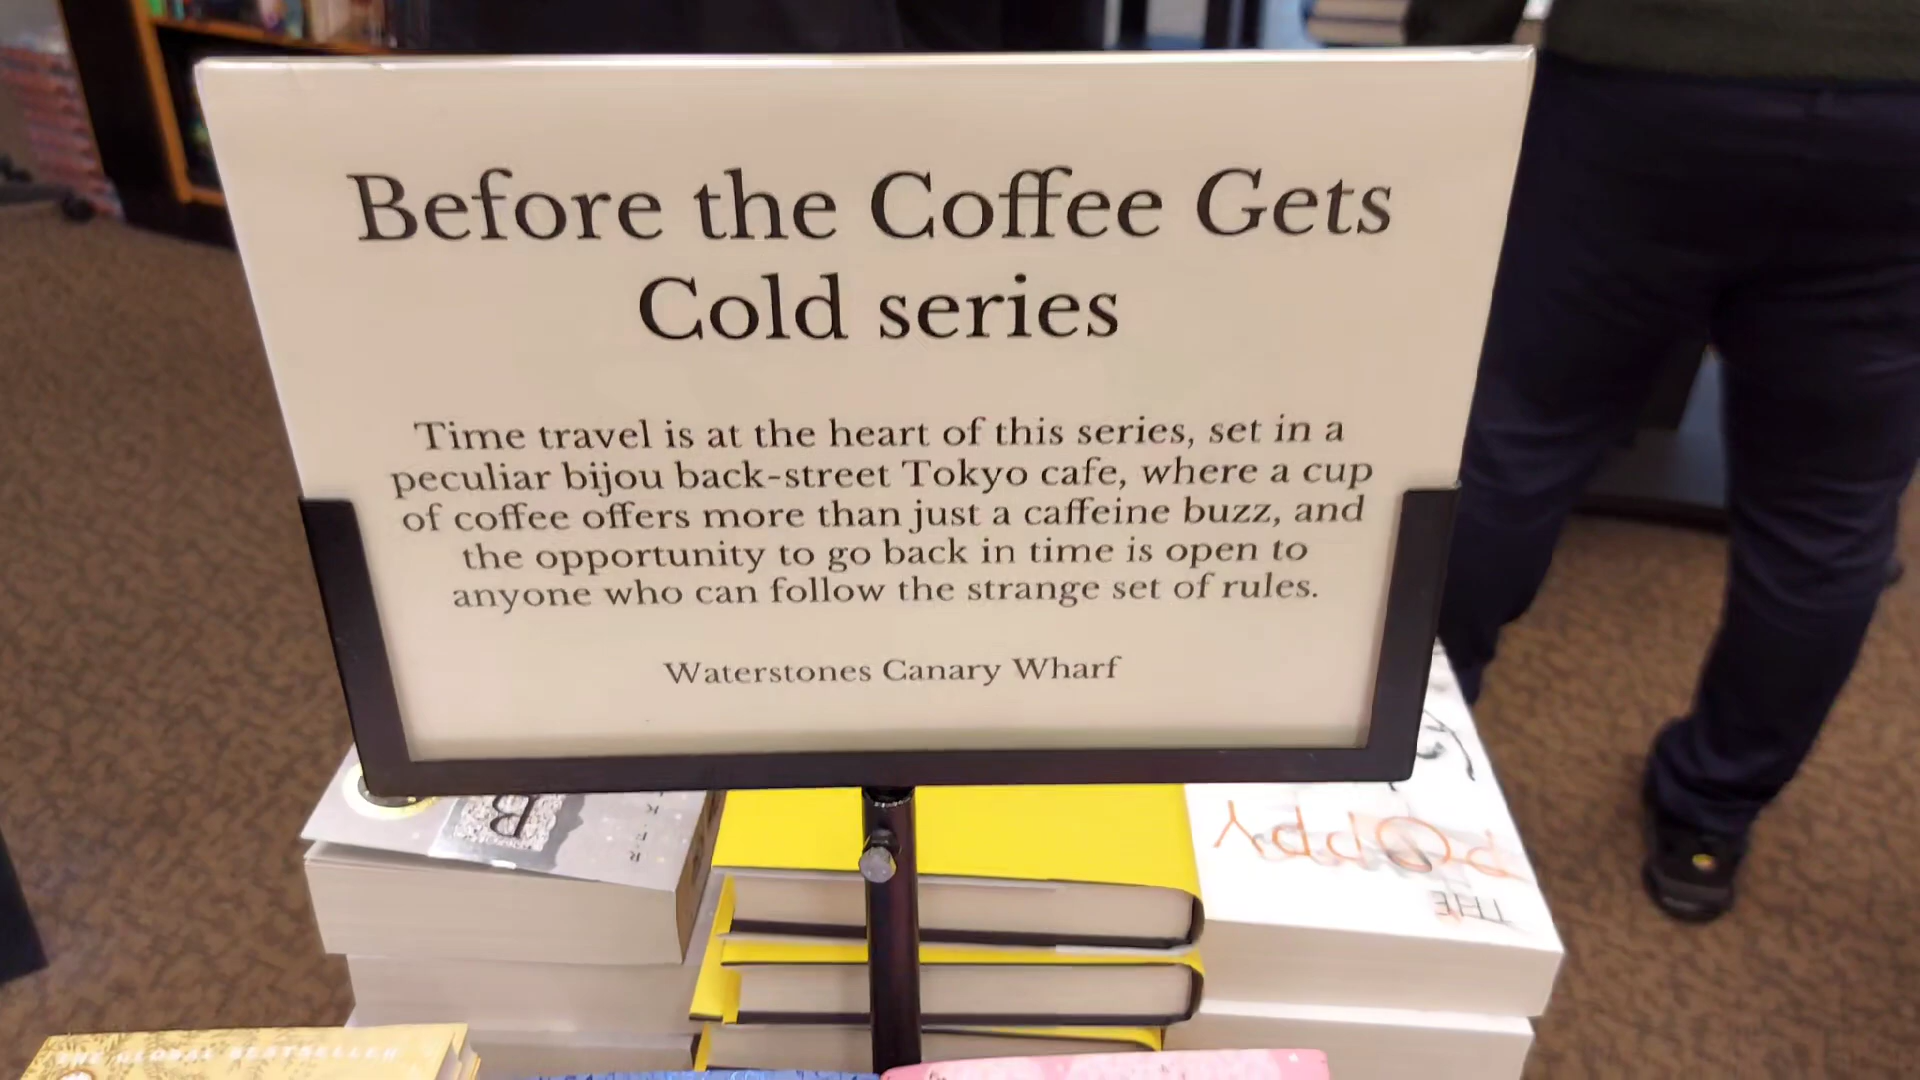 Before the Coffee Gets
Cold series
Time travel is at the heart of this series, set in a
peculiar bijou back-street Tokyo cafe, where a cup
of coffee offers more than just a caffeine buzz, and
the opportunity to go back in time is open to
anyone who can follow the strange set of rules.
Waterstones Canary Wharf
B
THE
POPPY
THE GLOBAL BESTSELLER